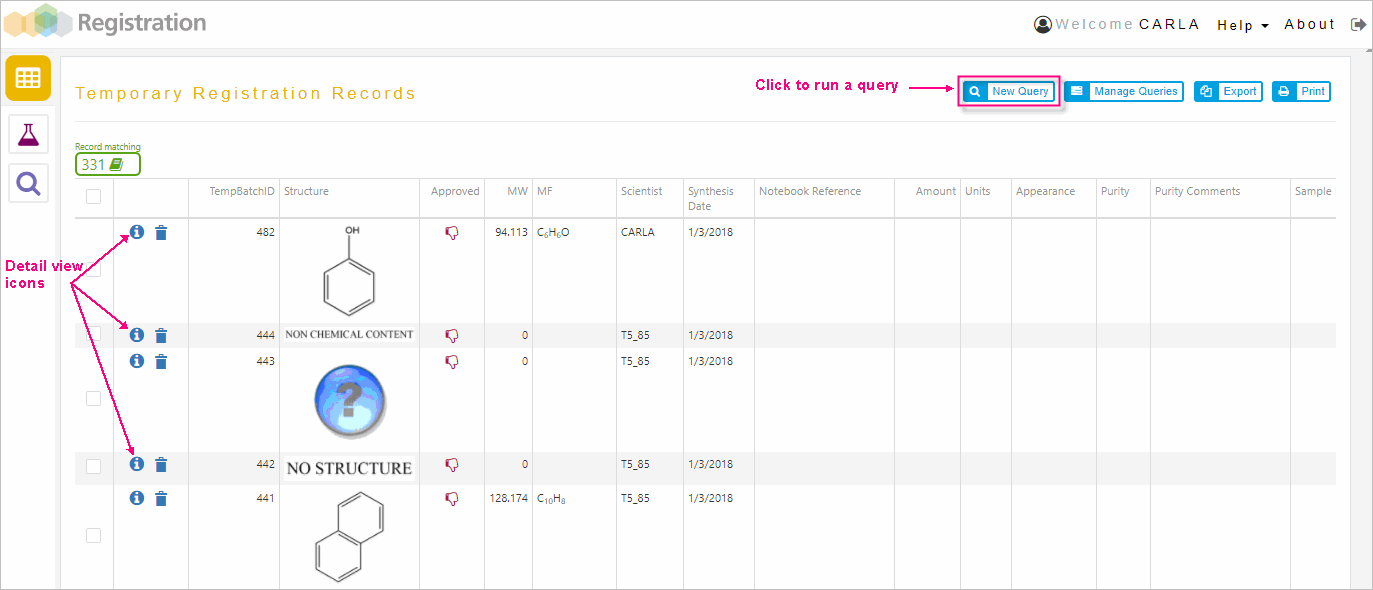 Registration
Welcome CARLA Help About
Temporary Registration Records
Click to run a query
New Query Manage Queries Export Print
Record matching
331
TempBatchID Structure Approved MW MF Scientist Synthesis Date Notebook Reference Amount Units Appearance Purity Purity Comments Sample
482 OH 94.113 C₆H₆O CARLA 1/3/2018
Detail view
icons
444 NON CHEMICAL CONTENT 0 T5_85 1/3/2018
443 ? 0 T5_85 1/3/2018
442 NO STRUCTURE 0 T5_85 1/3/2018
441 128.174 C₁₀H₈ T5_85 1/3/2018